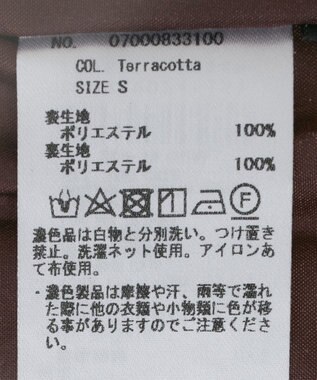 NO. 07000833100
COL. Terracotta
SIZE S
表生地
ポリエステル 100%
裏生地
ポリエステル 100%
F
濃色品は白物と分別洗い。つけ置き
禁止。洗濯ネット使用。アイロンあ
て布使用。
・濃色製品は摩擦や汗、雨等で濡れ
た際に他の衣類や小物類に色が移
る事がありますのでご注意くださ
い。